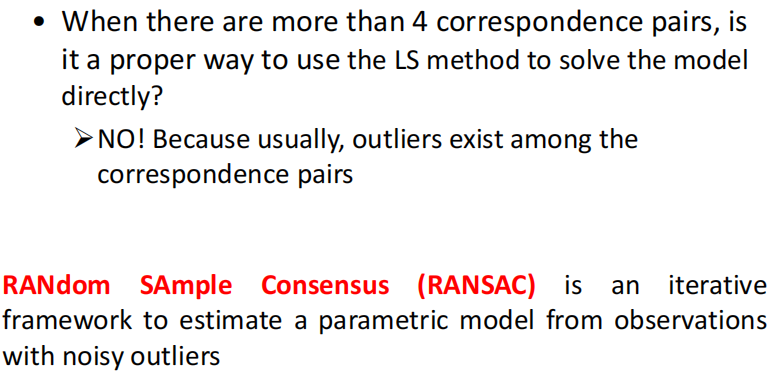 • When there are more than 4 correspondence pairs, is
it a proper way to use the LS method to solve the model
directly?
➢NO! Because usually, outliers exist among the
correspondence pairs
RANdom SAmple Consensus (RANSAC) is an iterative
framework to estimate a parametric model from observations
with noisy outliers